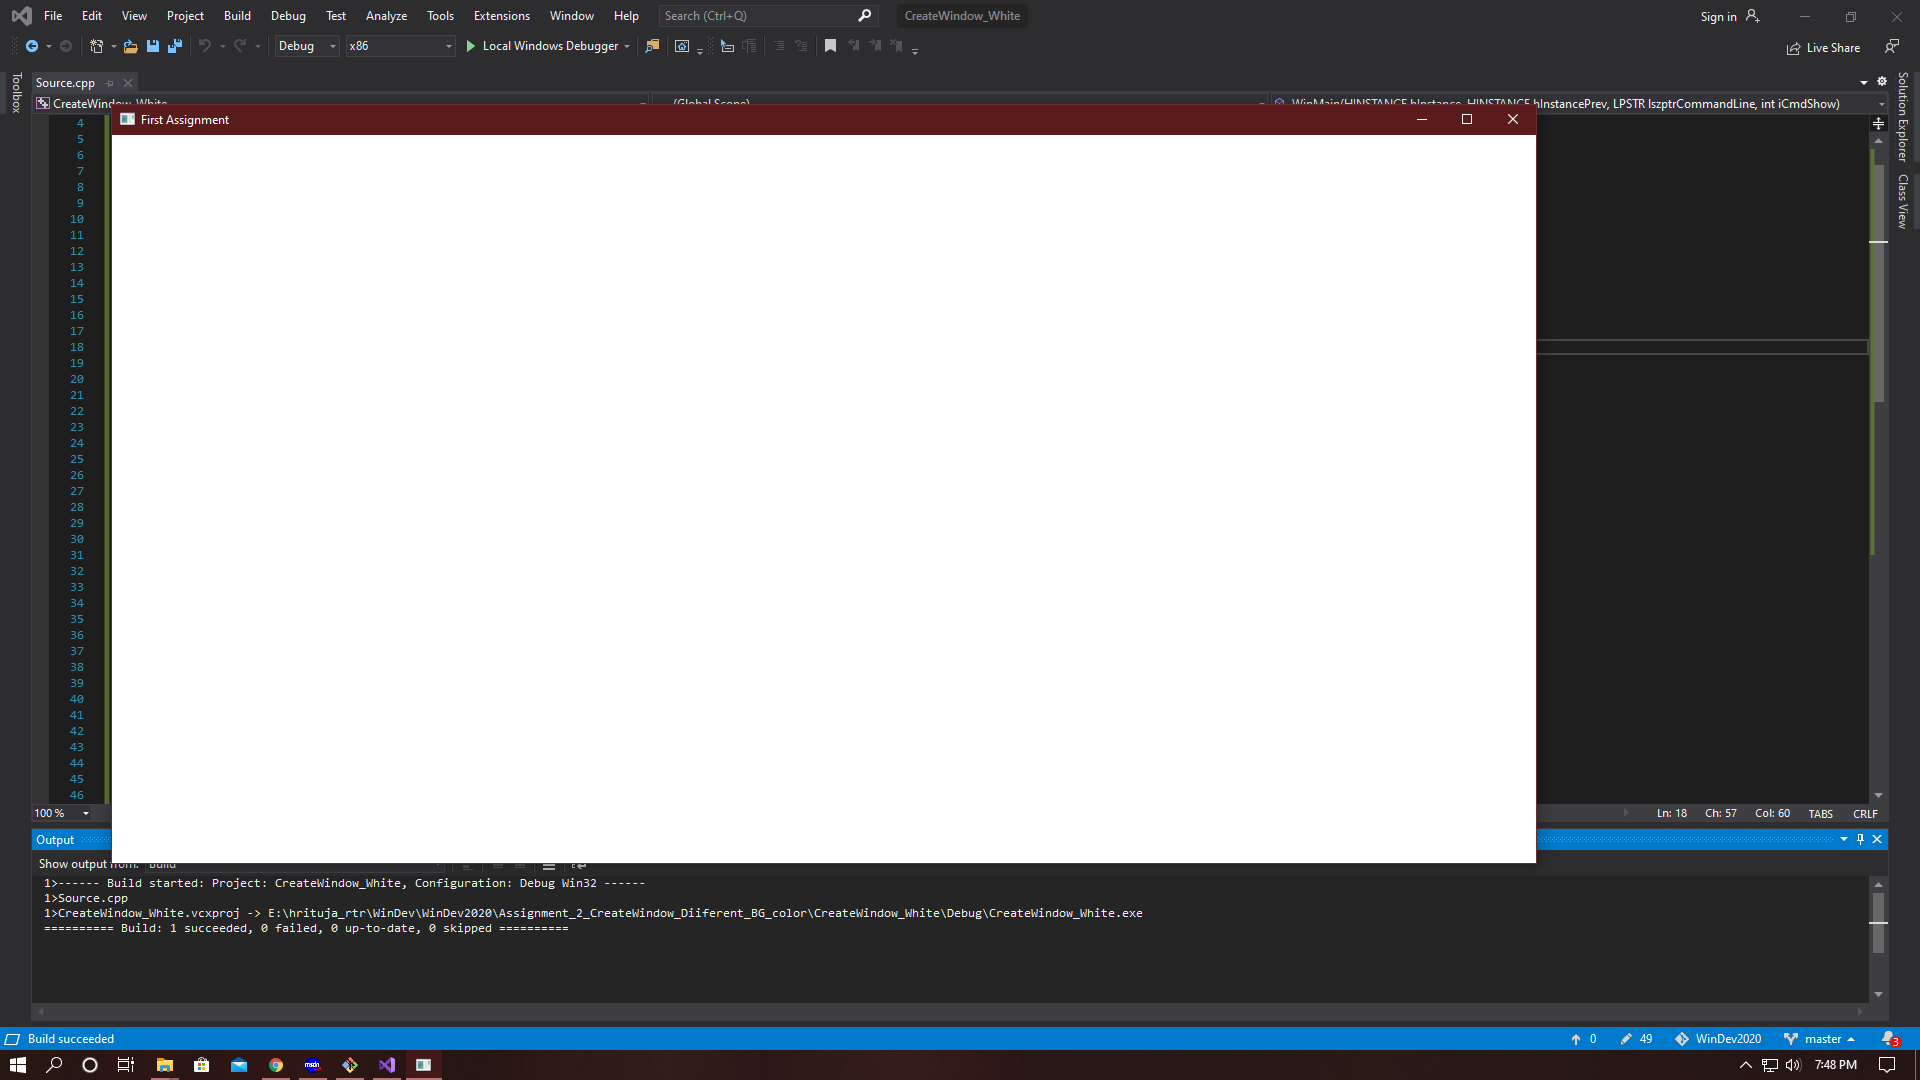 File Edit View Project Build Debug Test Analyze Tools Extensions Window Help Search (Ctrl+Q) CreateWindow_White Sign in
Debug x86 Local Windows Debugger Live Share
Toolbox
Source.cpp
CreateWindow_White (Global Scope) WinMain(HINSTANCE hInstance, HINSTANCE hInstancePrev, LPSTR lszptrCommandLine, int iCmdShow)
Solution Explorer
Class View
First Assignment
4
5
6
7
8
9
10
11
12
13
14
15
16
17
18
19
20
21
22
23
24
25
26
27
28
29
30
31
32
33
34
35
36
37
38
39
40
41
42
43
44
45
46
100 % Ln: 18 Ch: 57 Col: 60 TABS CRLF
Output
Show output from: Build
1>------ Build started: Project: CreateWindow_White, Configuration: Debug Win32 ------
1>Source.cpp
1>CreateWindow_White.vcxproj -> E:\hrituja_rtr\WinDev\WinDev2020\Assignment_2_CreateWindow_Diiferent_BG_color\CreateWindow_White\Debug\CreateWindow_White.exe
========== Build: 1 succeeded, 0 failed, 0 up-to-date, 0 skipped ==========
Build succeeded 0 49 WinDev2020 master 3
msdn 7:48 PM